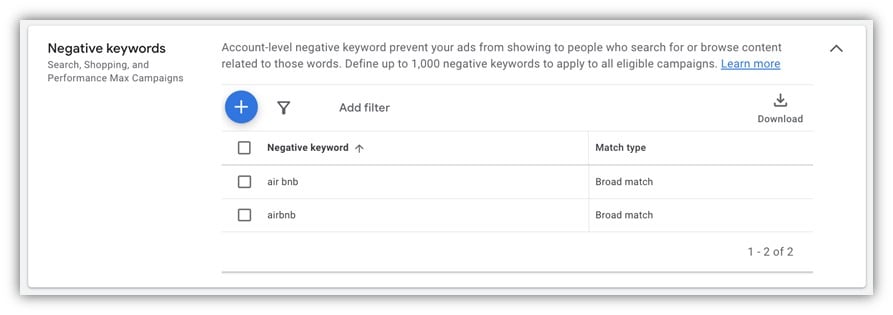 Negative keywords
Search, Shopping, and
Performance Max Campaigns
Account-level negative keyword prevent your ads from showing to people who search for or browse content
related to those words. Define up to 1,000 negative keywords to apply to all eligible campaigns. Learn more
Add filter
Download
Negative keyword Match type
air bnb Broad match
airbnb Broad match
1 - 2 of 2